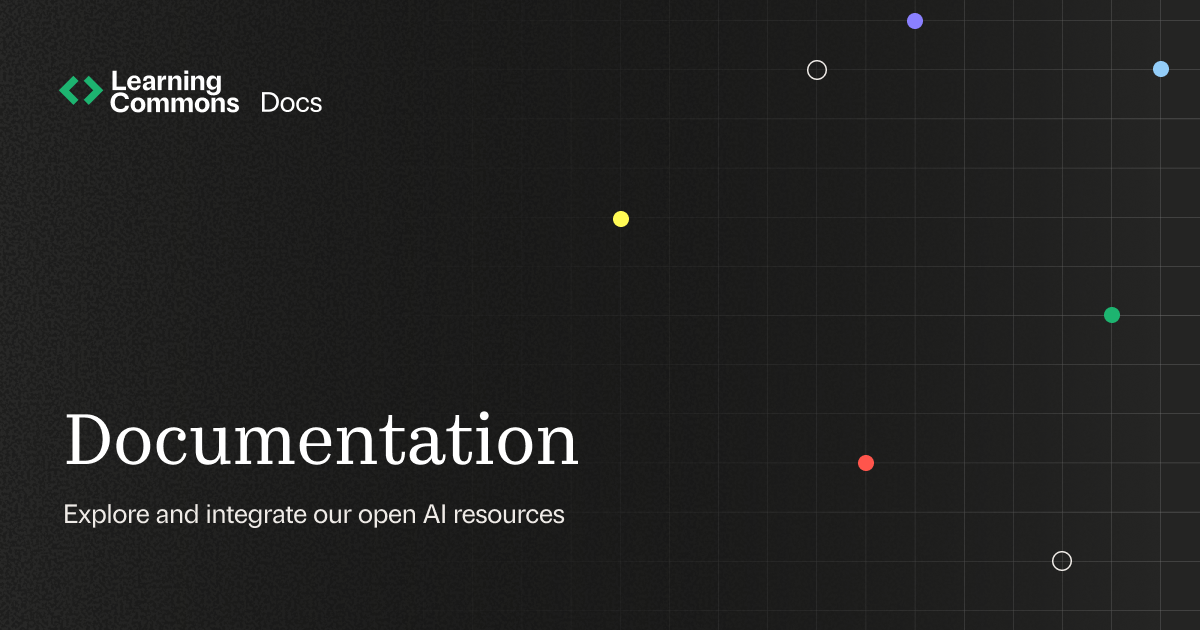 Learning
Commons Docs
Documentation
Explore and integrate our open AI resources